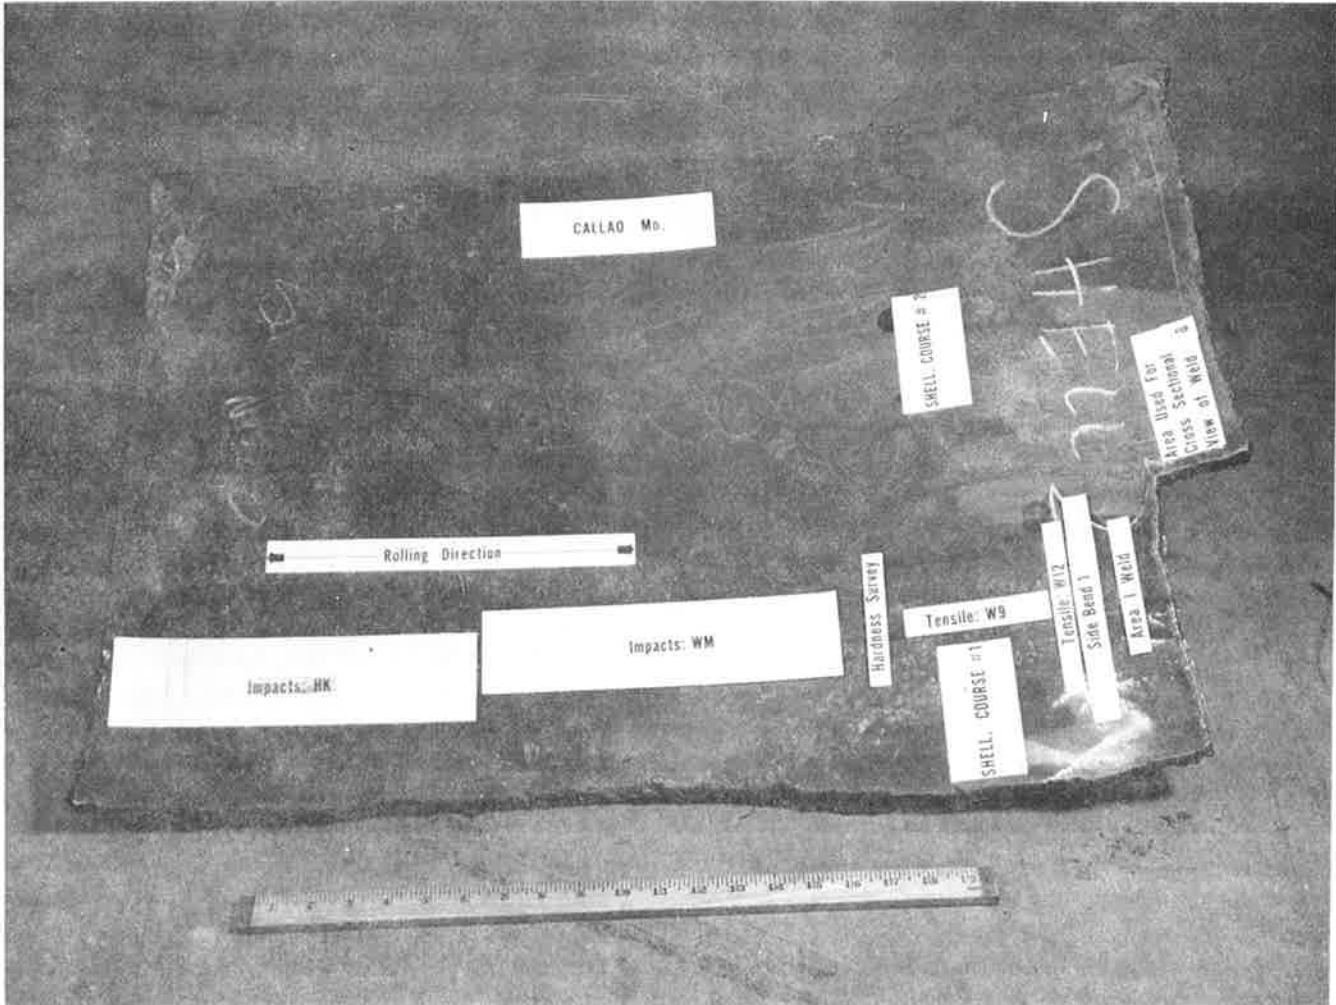 CALLAO Mo.
SHELL
SHELL. COURSE # 2
Area Used For
Cross Sectional
View of Weld
Rolling Direction
Impacts: HK
Impacts: WM
Hardness Survey
Tensile: W9
Tensile: W12
Side Bend 1
Area 1 Weld
SHELL. COURSE #1